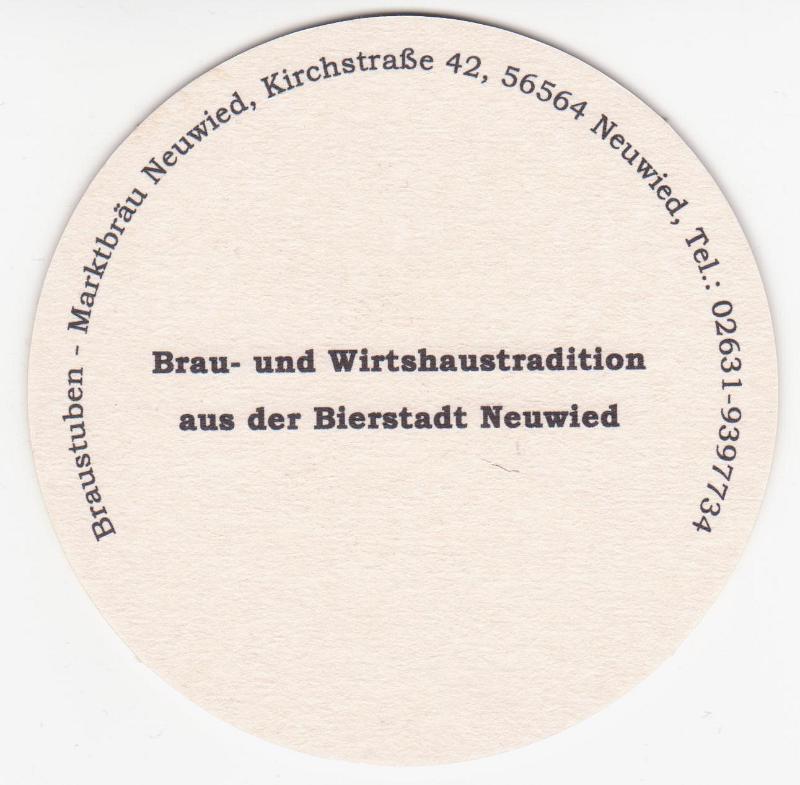 Braustuben - Marktbräu Neuwied, Kirchstraße 42, 56564 Neuwied, Tel.: 02631-9397734
Brau- und Wirtshaustradition
aus der Bierstadt Neuwied